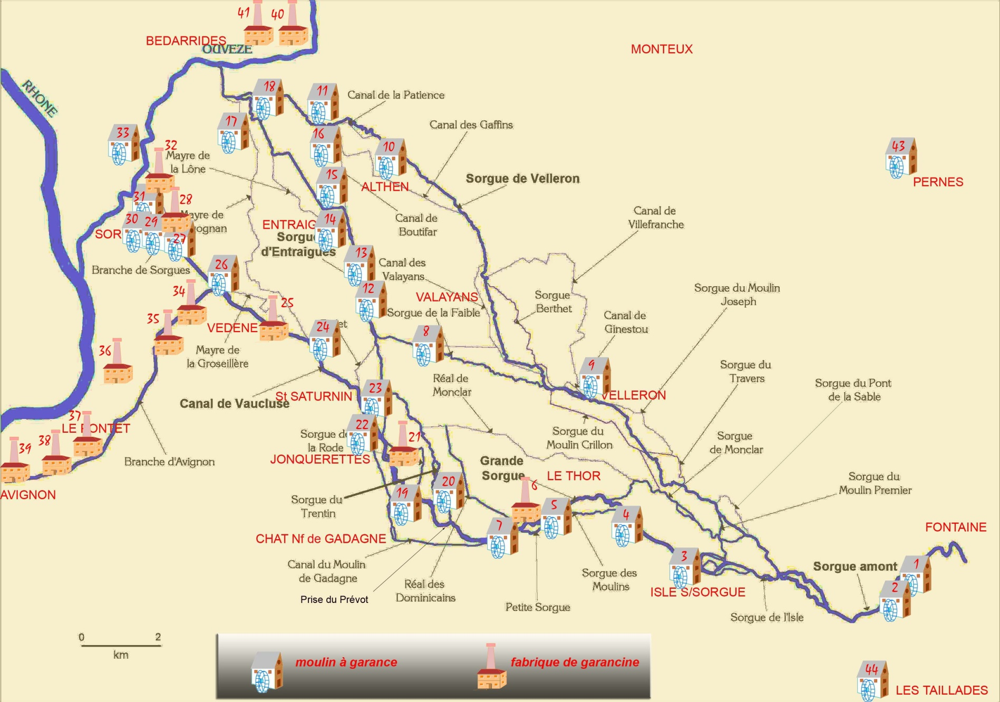 41
40
BEDARRIDES
OUVEZE
MONTEUX
RHONE
18
11
Canal de la Patience
17
16
Canal des Gaffins
33
32
10
43
Mayre de
la Lône
15
ALTHEN
Sorgue de Velleron
PERNES
31
28
Mayre de
ognan
30
29
27
SOR
ENTRAIG
14
Canal de
Boutifar
Canal de
Villefranche
Sorgue
d'Entraigues
Branche de Sorgues
26
13
Canal des
Valayans
34
12
VALAYANS
Sorgue
Berthet
Sorgue du Moulin
Joseph
35
25
VEDENE
24
et
Sorgue de la Faible
8
Canal de
Ginestou
36
Mayre de
la Groseillère
9
VELLERON
Sorgue du
Travers
Réal de
Monclar
Sorgue du Pont
de la Sable
23
St SATURNIN
Canal de Vaucluse
37
LE PONTET
22
21
Sorgue de
la Rode
Sorgue du
Moulin Crillon
Sorgue
de Monclar
39
38
JONQUERETTES
Branche d'Avignon
Grande
Sorgue
LE THOR
6
Sorgue du
Moulin Premier
AVIGNON
20
19
Sorgue du
Trentin
5
4
7
FONTAINE
CHAT Nf de GADAGNE
3
Sorgue amont
1
2
Canal du Moulin
de Gadagne
Sorgue des
Moulins
ISLE S/SORGUE
Réal des
Dominicains
Prise du Prévot
Petite Sorgue
Sorgue de l'Isle
0 2
km
moulin à garance
fabrique de garancine
44
LES TAILLADES